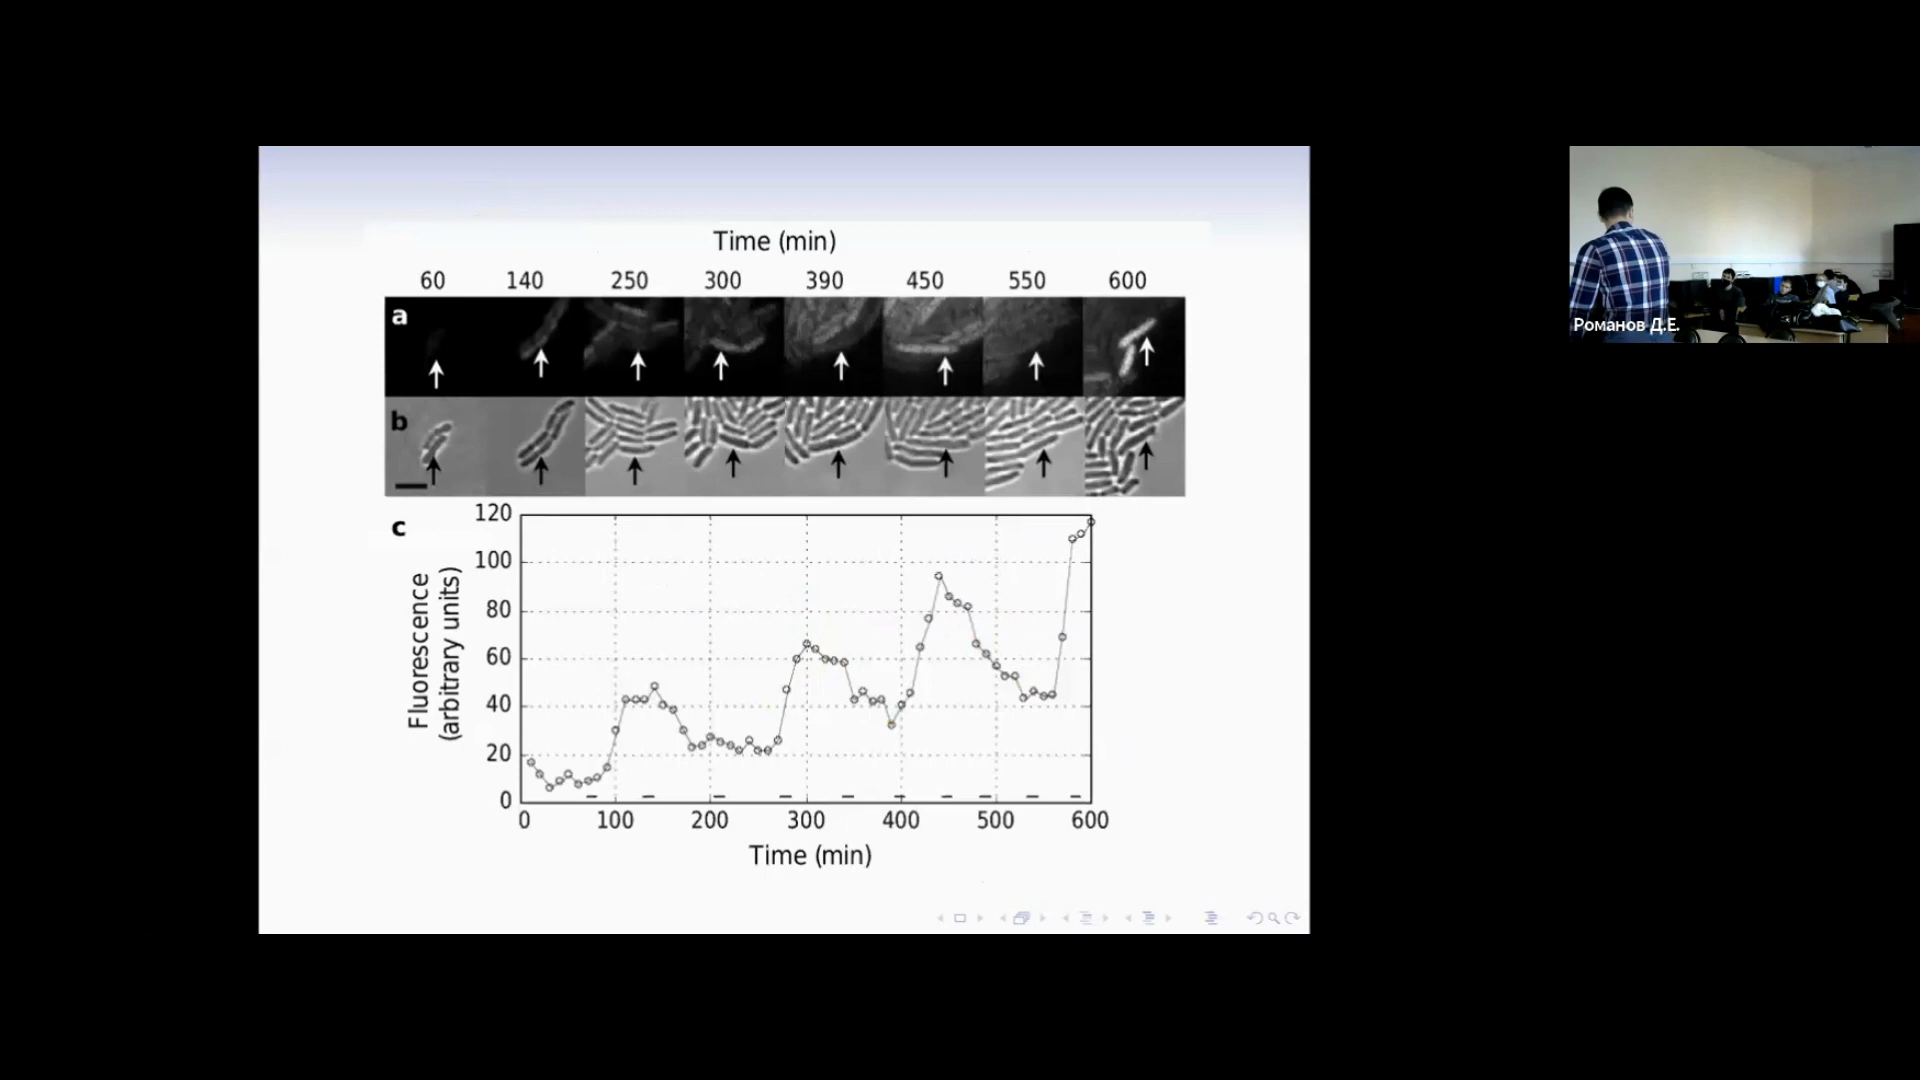 Time (min)
60 140 250 300 390 450 550 600
a
b
c
120
100
80
60
40
20
0
Fluorescence
(arbitrary units)
0 100 200 300 400 500 600
Time (min)
Романов Д.Е.